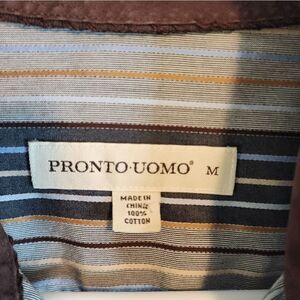 PRONTO·UOMO® M
MADE IN
CHINA
100%
COTTON